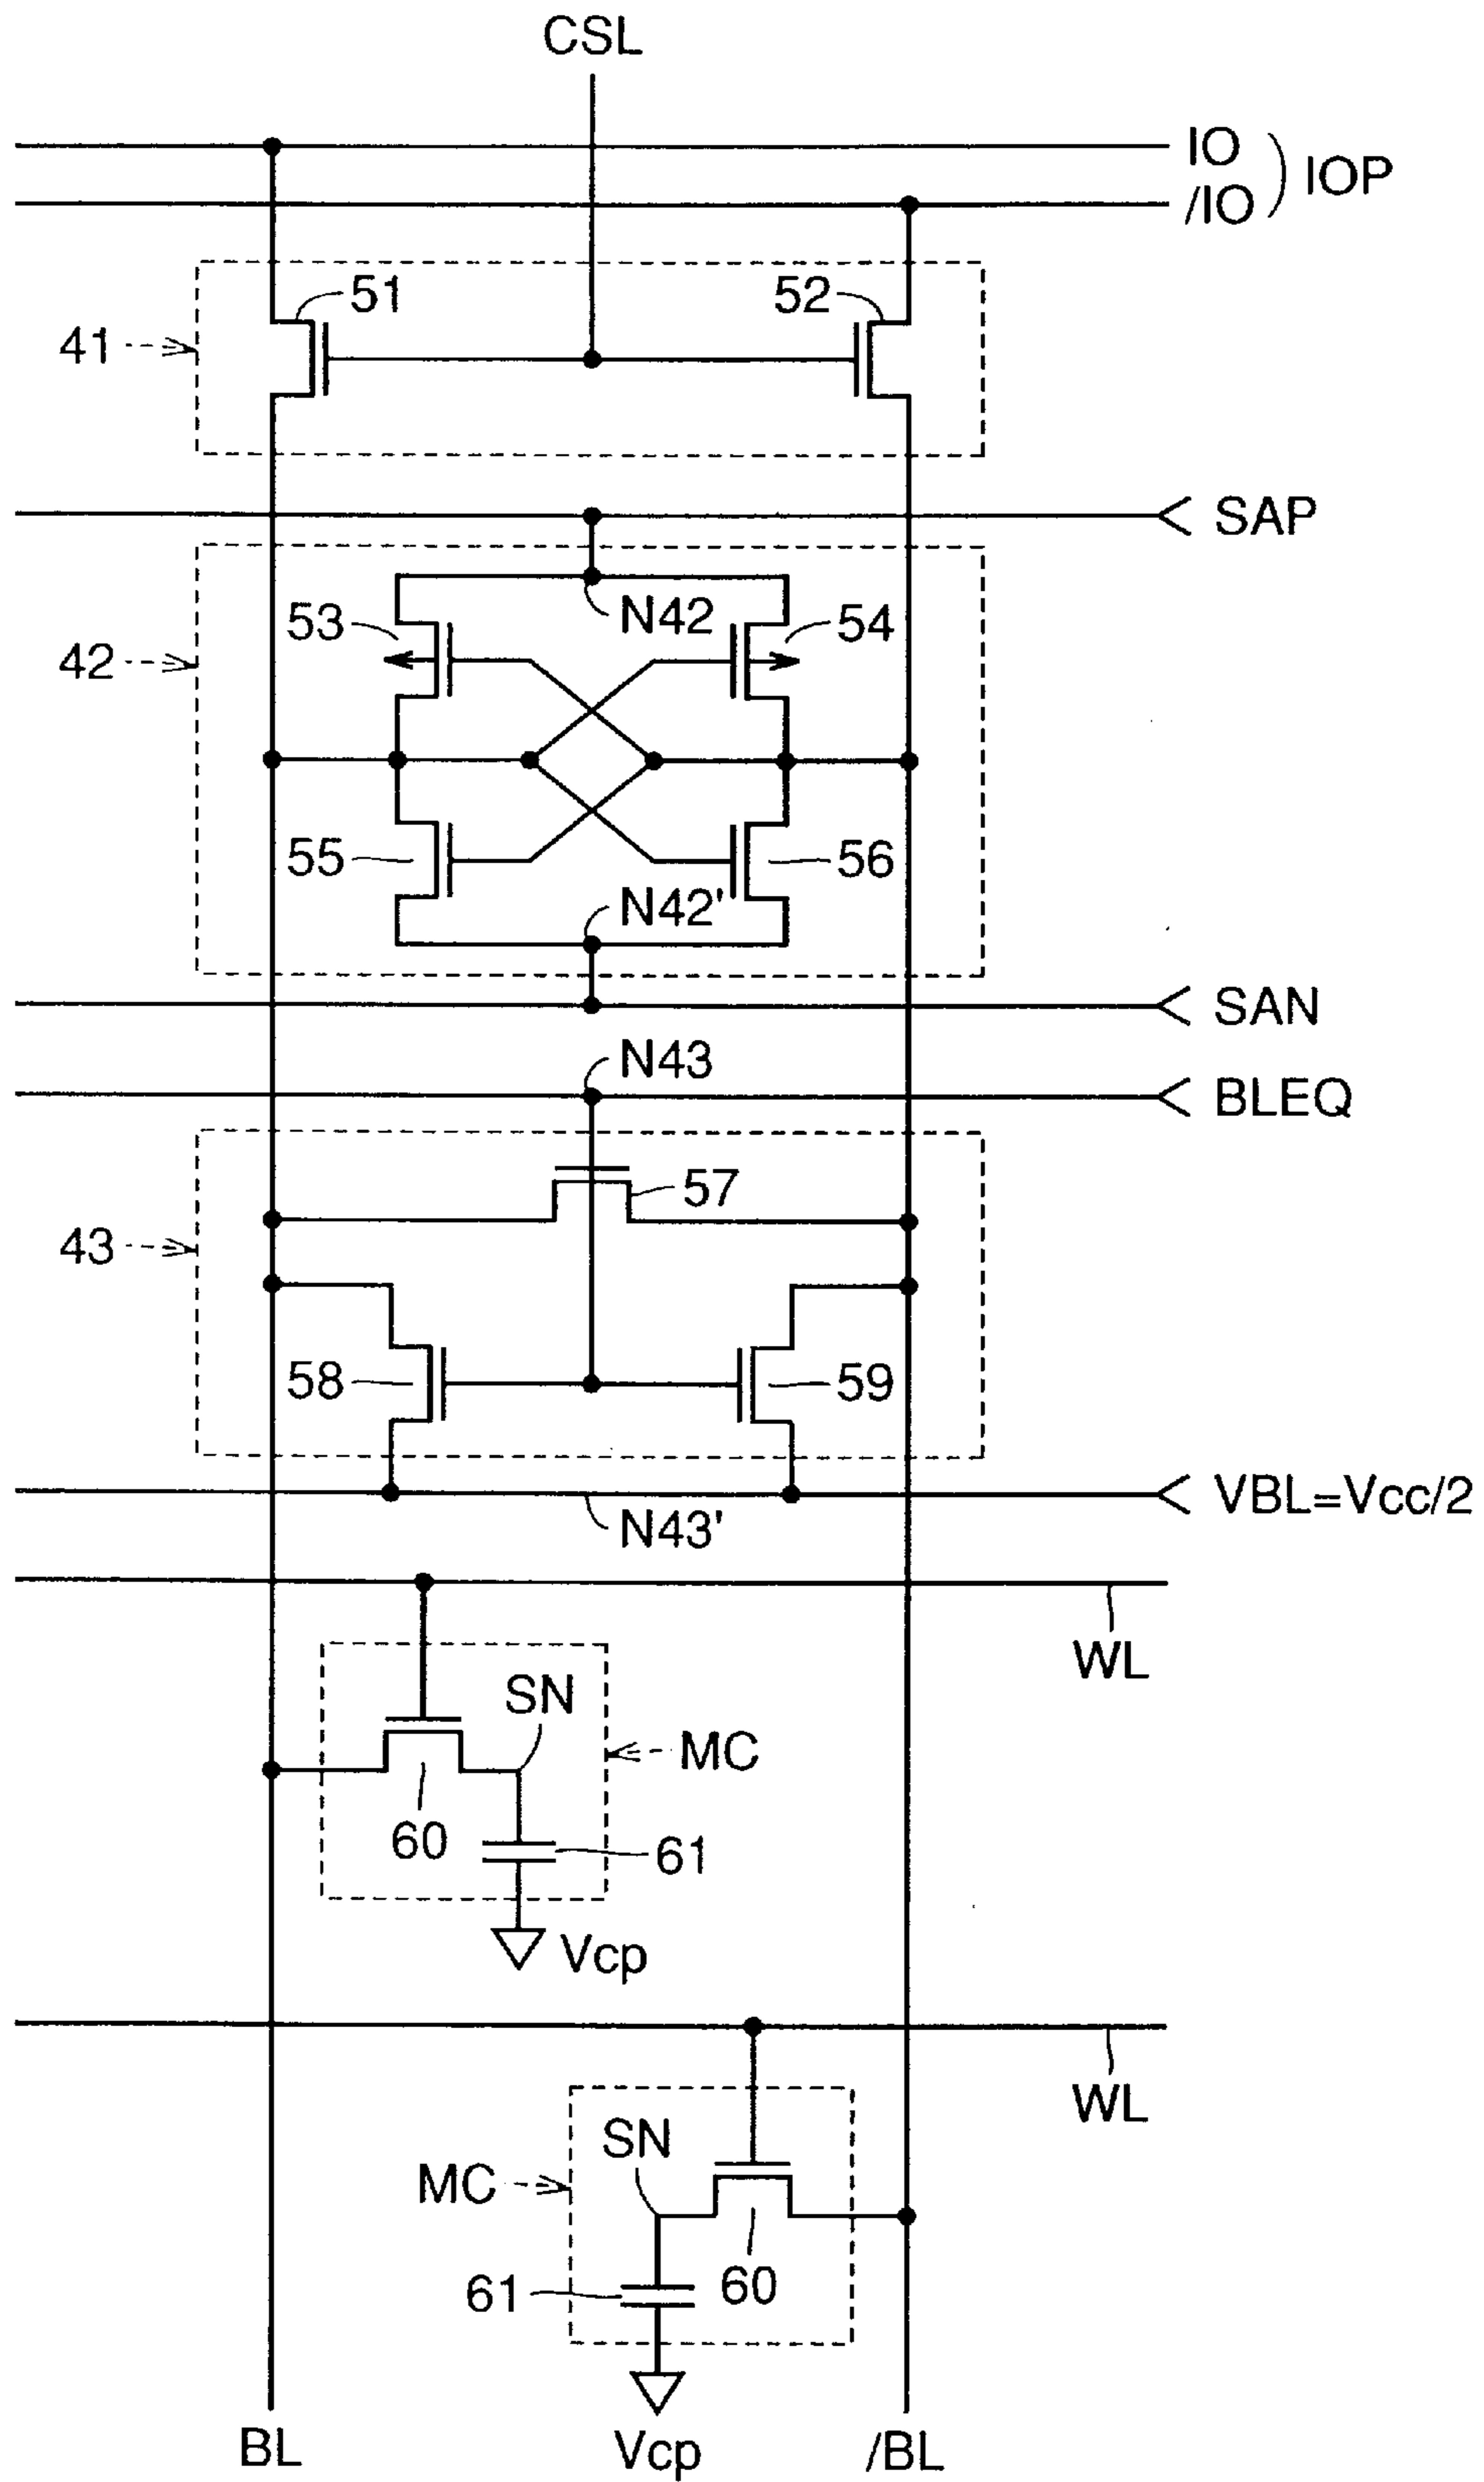 CSL
IO
/IO
IOP
51
52
41
SAP
N42
53
54
42
55
56
N42'
SAN
N43
BLEQ
57
43
58
59
VBL=Vcc/2
N43'
WL
SN
MC
60
61
Vcp
WL
SN
MC
61
60
BL
Vcp
/BL